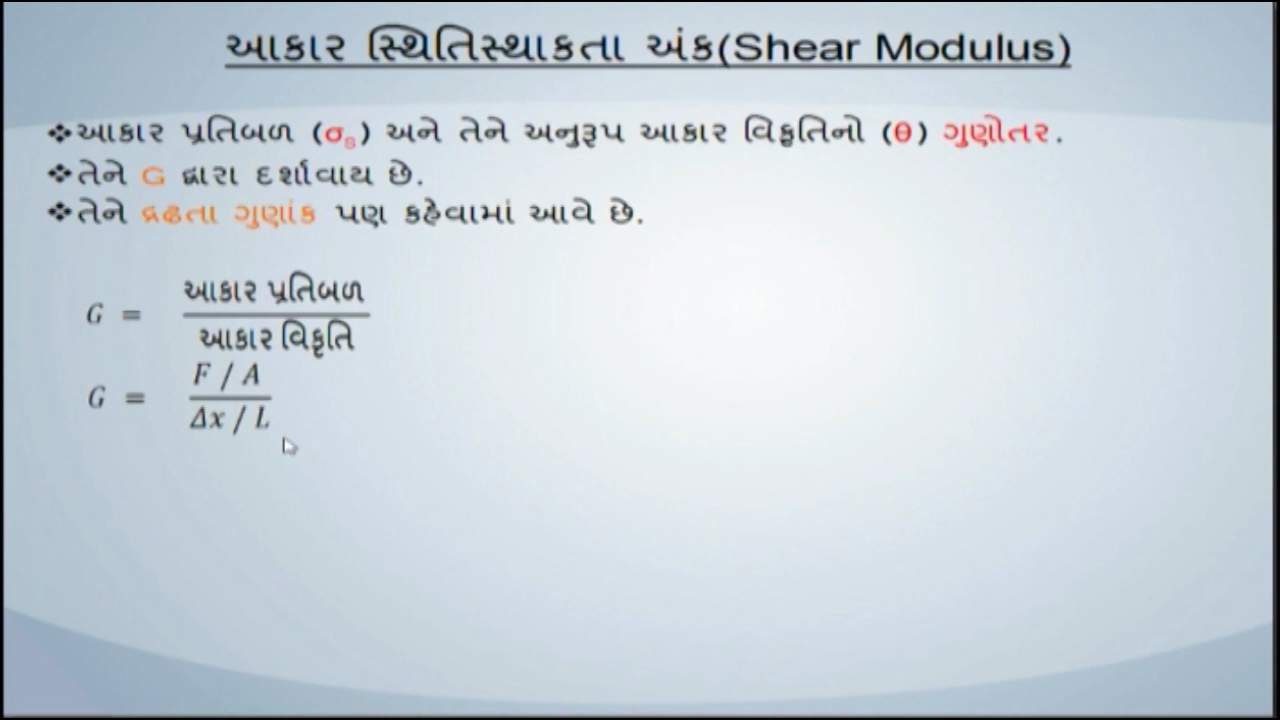 આકાર સ્થિતિસ્થાકતા અંક(Shear Modulus)
❖આકાર પ્રતિબળ (σs) અને તેને અનુરૂપ આકાર વિકૃતિનો (θ) ગુણોતર.
❖તેને G દ્વારા દર્શાવાય છે.
❖તેને દ્રઢતા ગુણાંક પણ કહેવામાં આવે છે.
G = આકાર પ્રતિબળ / આકાર વિકૃતિ
G = F / A / Δx / L